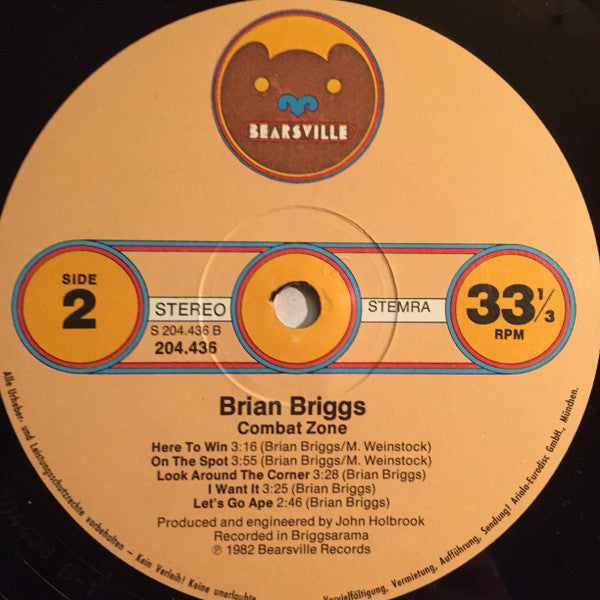 BEARSVILLE
SIDE
2
STEREO
S 204.436 B
204.436
STEMRA
33 1/3
RPM
Brian Briggs
Combat Zone
Here To Win 3:16 (Brian Briggs/M. Weinstock)
On The Spot 3:55 (Brian Briggs/M. Weinstock)
Look Around The Corner 3:28 (Brian Briggs)
I Want It 3:25 (Brian Briggs)
Let's Go Ape 2:46 (Brian Briggs)
Produced and engineered by John Holbrook
Recorded in Briggsarama
℗ 1982 Bearsville Records
Alle Urheber- und Leistungsschutzrechte vorbehalten – Kein Verleih! Keine unerlaubte
Vervielfältigung, Vermietung, Aufführung, Sendung! Ariola-Eurodisc GmbH., München.